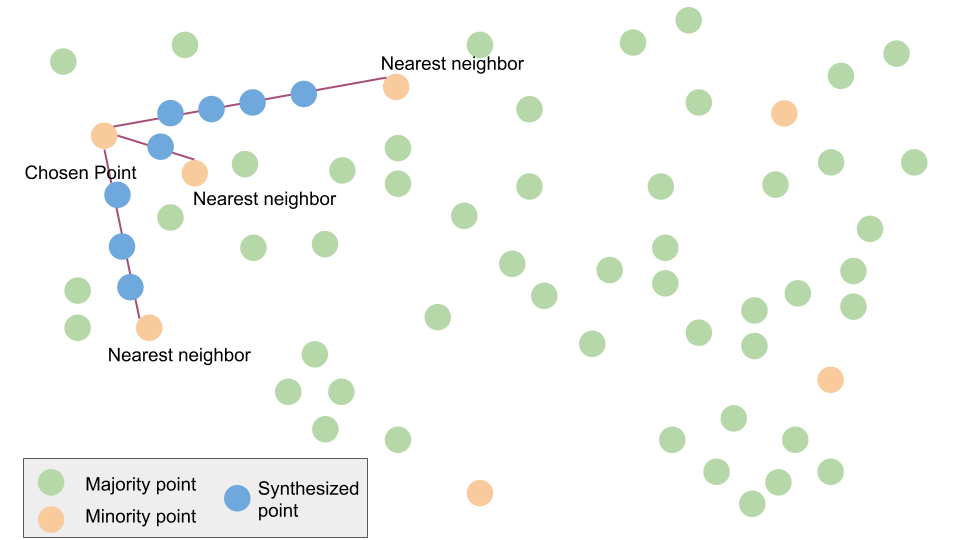 Nearest neighbor
Chosen Point
Nearest neighbor
Nearest neighbor
Majority point
Minority point
Synthesized
point